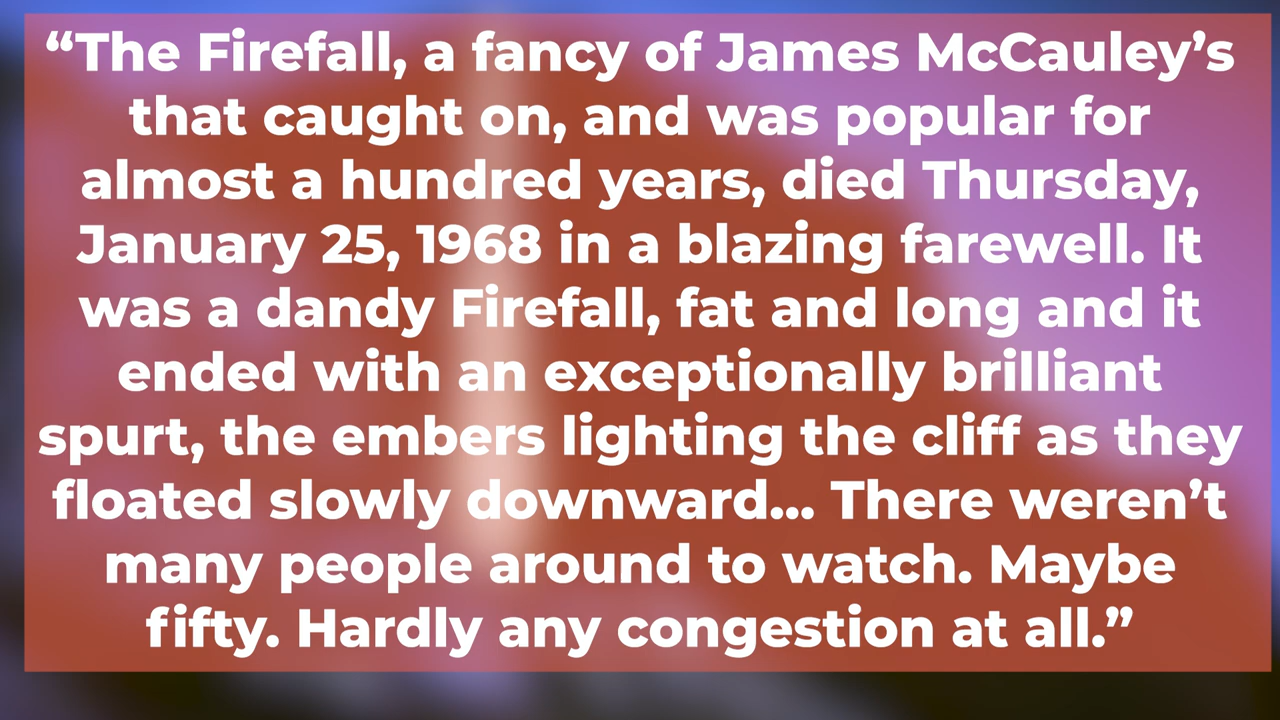 “The Firefall, a fancy of James McCauley’s
that caught on, and was popular for
almost a hundred years, died Thursday,
January 25, 1968 in a blazing farewell. It
was a dandy Firefall, fat and long and it
ended with an exceptionally brilliant
spurt, the embers lighting the cliff as they
floated slowly downward... There weren’t
many people around to watch. Maybe
fifty. Hardly any congestion at all.”